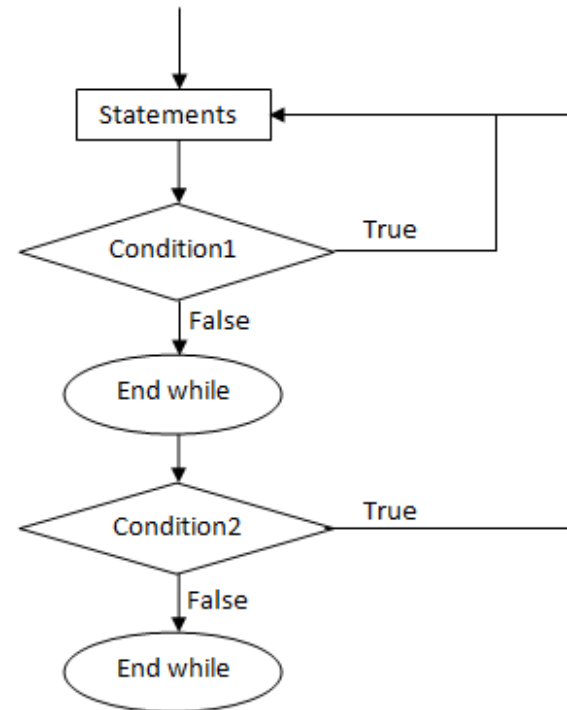 Statements
Condition1
True
False
End while
Condition2
True
False
End while